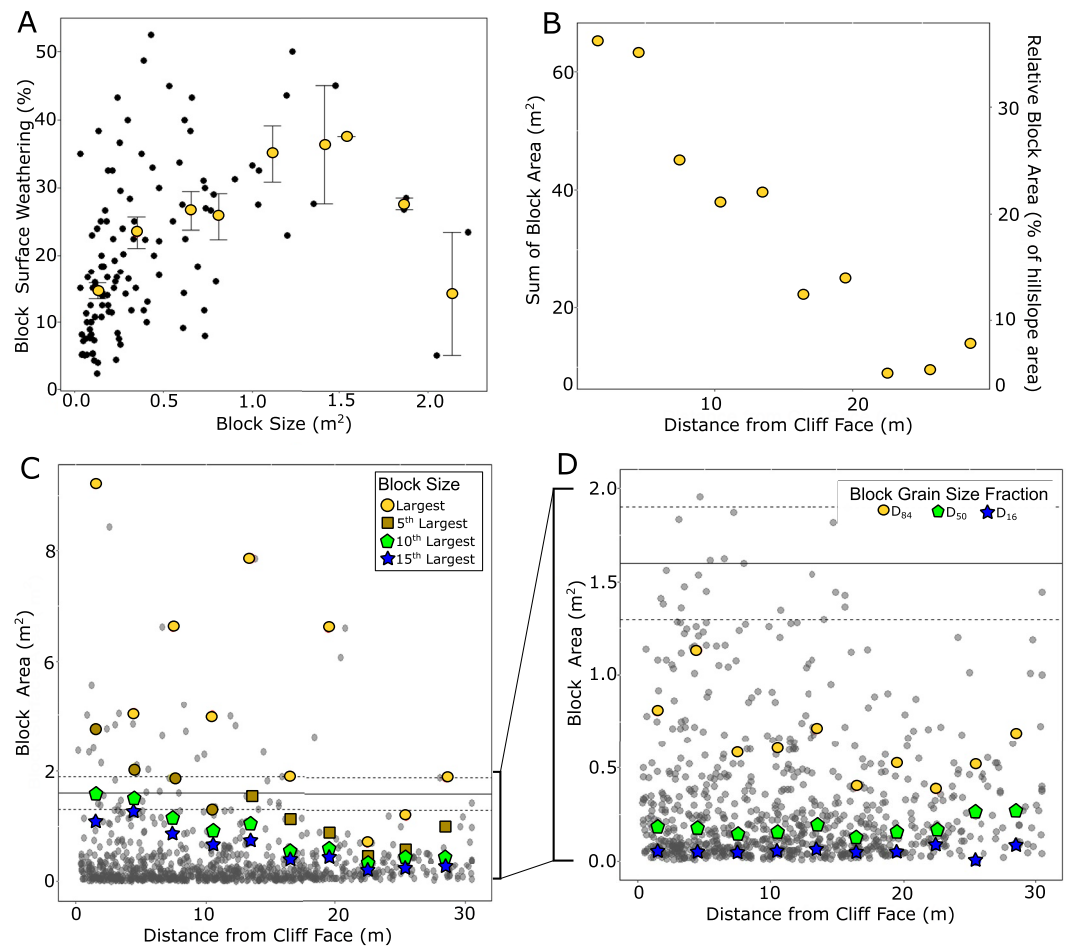 A
Block Surface Weathering (%)
50
40
30
20
10
0
0.0
0.5
1.0
1.5
2.0
Block Size (m²)
B
Sum of Block Area (m²)
60
40
20
0
10
20
Distance from Cliff Face (m)
30
20
10
0
Relative Block Area (% of hillslope area)
C
Block Area (m²)
8
6
2
2
0
0
10
20
30
Distance from Cliff Face (m)
Block Size
Largest
5th Largest
10th Largest
15th Largest
D
Block Area (m²)
2.0
1.5
1.0
0.5
0.0
0
10
20
30
Distance from Cliff Face (m)
Block Grain Size Fraction
D84 D50 D16